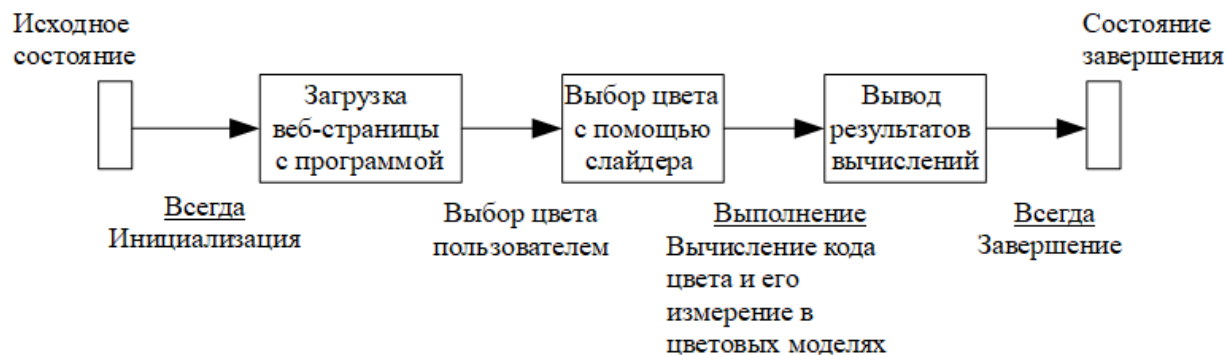 Исходное
состояние
Состояние
завершения
Загрузка
веб-страницы
с программой
Выбор цвета
с помощью
слайдера
Вывод
результатов
вычислений
Всегда
Инициализация
Выбор цвета
пользователем
Выполнение
Вычисление кода
цвета и его
измерение в
цветовых моделях
Всегда
Завершение